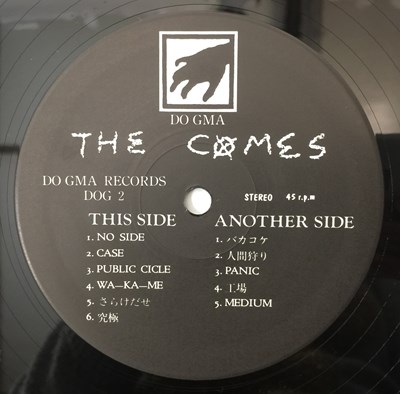 DO GMA
THE COMES
DO GMA RECORDS
DOG 2
STEREO 45 r.p.m
THIS SIDE
1. NO SIDE
2. CASE
3. PUBLIC CICLE
4. WA—KA—ME
5. さらけだせ
6. 究極
ANOTHER SIDE
1. バカコケ
2. 人間狩り
3. PANIC
4. 工場
5. MEDIUM